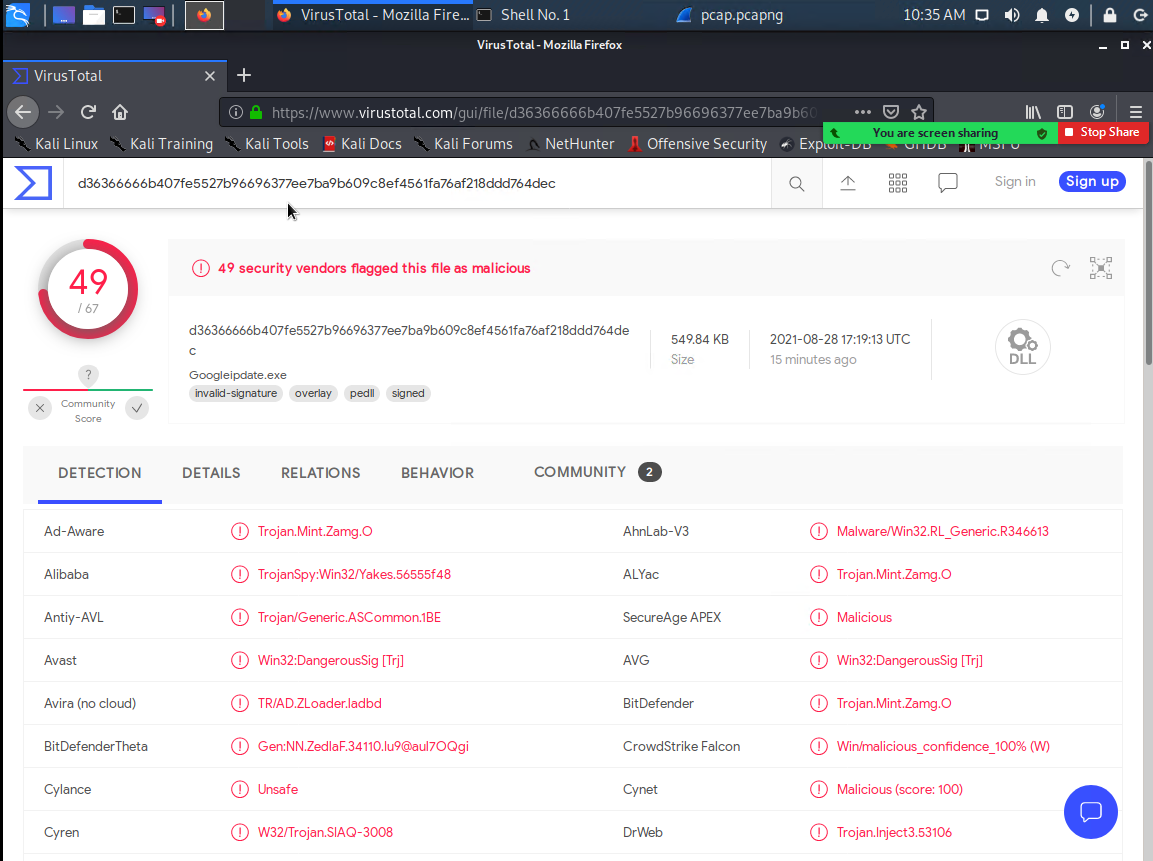 VirusTotal - Mozilla Fire...
Shell No. 1
pcap.pcapng
10:35 AM
VirusTotal - Mozilla Firefox
VirusTotal
https://www.virustotal.com/gui/file/d36366666b407fe5527b96696377ee7ba9b60
Kali Linux
Kali Training
Kali Tools
Kali Docs
Kali Forums
NetHunter
Offensive Security
Exploit-DB
GHDB
MSFU
You are screen sharing
Stop Share
d36366666b407fe5527b96696377ee7ba9b609c8ef4561fa76af218ddd764dec
Sign in
Sign up
49
/ 67
?
Community
Score
49 security vendors flagged this file as malicious
d36366666b407fe5527b96696377ee7ba9b609c8ef4561fa76af218ddd764de
c
Googleipdate.exe
invalid-signature
overlay
pedll
signed
549.84 KB
Size
2021-08-28 17:19:13 UTC
15 minutes ago
DLL
DETECTION
DETAILS
RELATIONS
BEHAVIOR
COMMUNITY 2
Ad-Aware Trojan.Mint.Zamg.O AhnLab-V3 Malware/Win32.RL_Generic.R346613
Alibaba TrojanSpy:Win32/Yakes.56555f48 ALYac Trojan.Mint.Zamg.O
Antiy-AVL Trojan/Generic.ASCommon.1BE SecureAge APEX Malicious
Avast Win32:DangerousSig [Trj] AVG Win32:DangerousSig [Trj]
Avira (no cloud) TR/AD.ZLoader.ladbd BitDefender Trojan.Mint.Zamg.O
BitDefenderTheta Gen:NN.ZedlaF.34110.Iu9@aul7OQgi CrowdStrike Falcon Win/malicious_confidence_100% (W)
Cylance Unsafe Cynet Malicious (score: 100)
Cyren W32/Trojan.SIAQ-3008 DrWeb Trojan.Inject3.53106